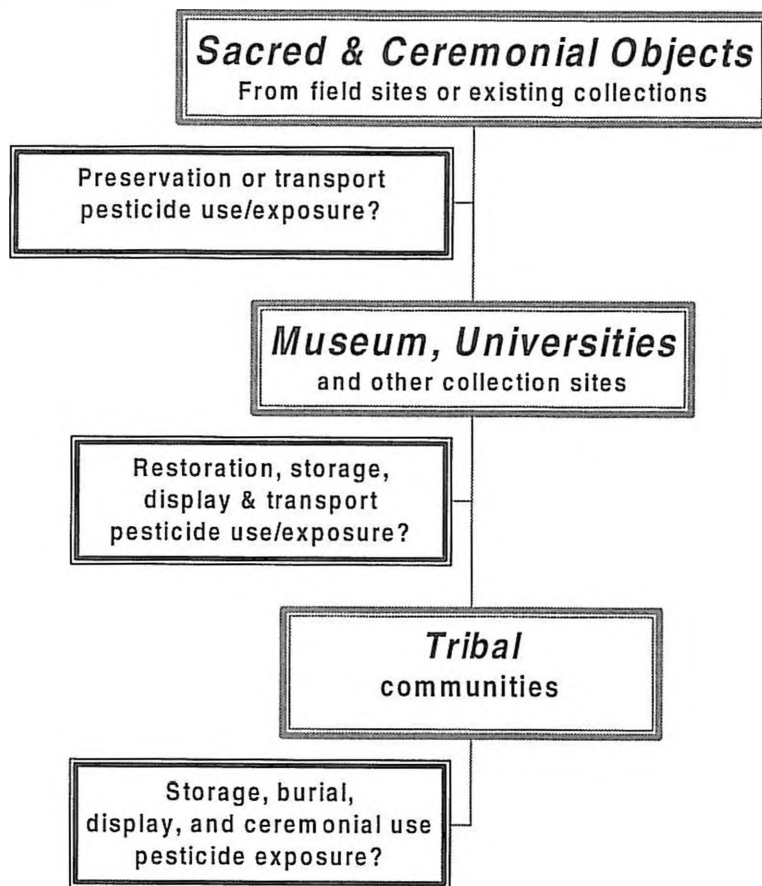 Sacred & Ceremonial Objects
From field sites or existing collections
Preservation or transport
pesticide use/exposure?
Museum, Universities
and other collection sites
Restoration, storage,
display & transport
pesticide use/exposure?
Tribal
communities
Storage, burial,
display, and ceremonial use
pesticide exposure?